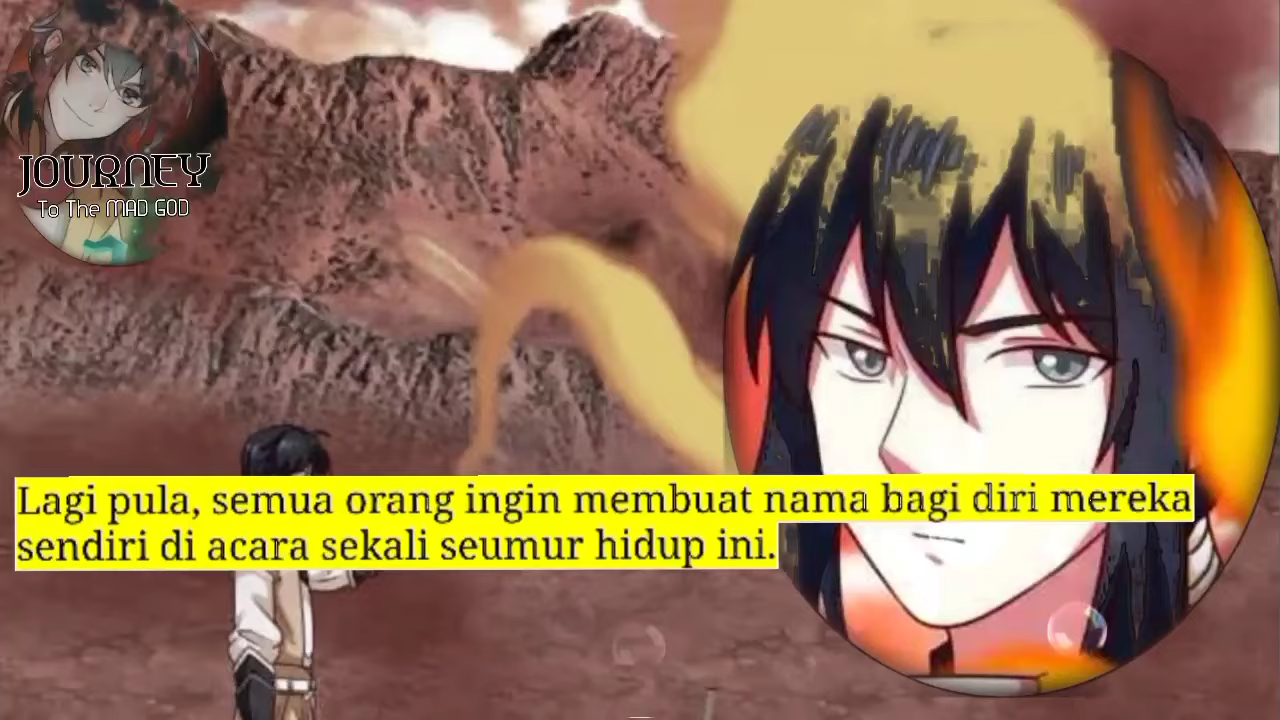 JOURNEY
To The MAD GOD
Lagi pula, semua orang ingin membuat nama bagi diri mereka
sendiri di acara sekali seumur hidup ini.